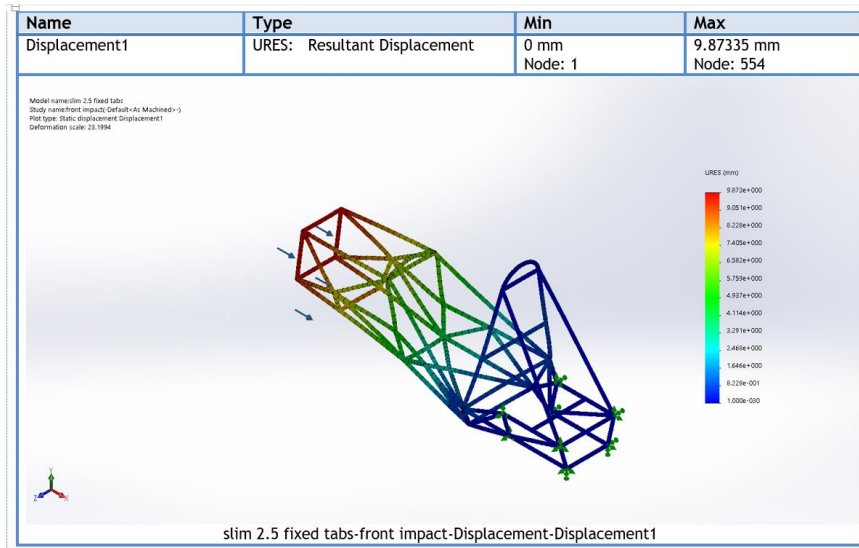 Name Type Min Max
Displacement1 URES: Resultant Displacement 0 mm 9.87335 mm
Node: 1 Node: 554
Model name:slim 2.5 fixed tabs
Study name:front impact(-Default<As Machined>-)
Plot type: Static displacement Displacement1
Deformation scale: 23.1994
URES (mm)
9.873e+000
9.051e+000
8.228e+000
7.405e+000
6.582e+000
5.759e+000
4.937e+000
4.114e+000
3.291e+000
2.468e+000
1.646e+000
8.228e-001
1.000e-030
Y
Z X
slim 2.5 fixed tabs-front impact-Displacement-Displacement1